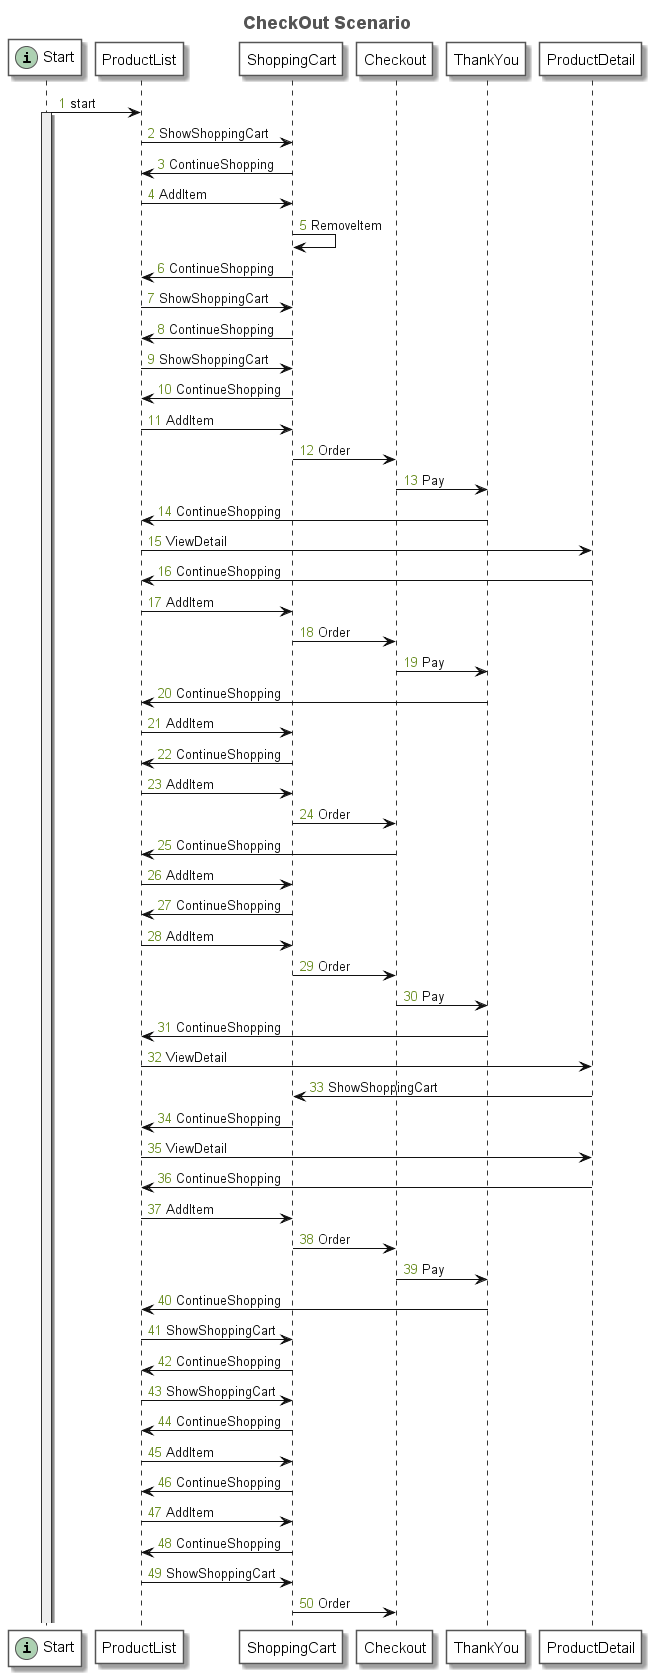 CheckOut Scenario
i Start ProductList ShoppingCart Checkout ThankYou ProductDetail
1 start
2 ShowShoppingCart
3 ContinueShopping
4 AddItem
5 RemoveItem
6 ContinueShopping
7 ShowShoppingCart
8 ContinueShopping
9 ShowShoppingCart
10 ContinueShopping
11 AddItem
12 Order
13 Pay
14 ContinueShopping
15 ViewDetail
16 ContinueShopping
17 AddItem
18 Order
19 Pay
20 ContinueShopping
21 AddItem
22 ContinueShopping
23 AddItem
24 Order
25 ContinueShopping
26 AddItem
27 ContinueShopping
28 AddItem
29 Order
30 Pay
31 ContinueShopping
32 ViewDetail
33 ShowShoppingCart
34 ContinueShopping
35 ViewDetail
36 ContinueShopping
37 AddItem
38 Order
39 Pay
40 ContinueShopping
41 ShowShoppingCart
42 ContinueShopping
43 ShowShoppingCart
44 ContinueShopping
45 AddItem
46 ContinueShopping
47 AddItem
48 ContinueShopping
49 ShowShoppingCart
50 Order
i Start ProductList ShoppingCart Checkout ThankYou ProductDetail